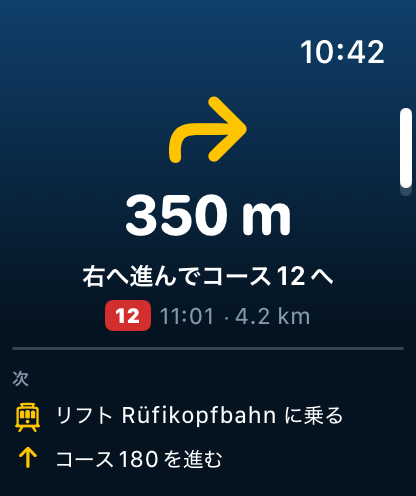 10:42
350 m
右へ進んでコース 12 へ
12 11:01 · 4.2 km
次
リフト Rüfikopfbahn に乗る
コース 180 を進む